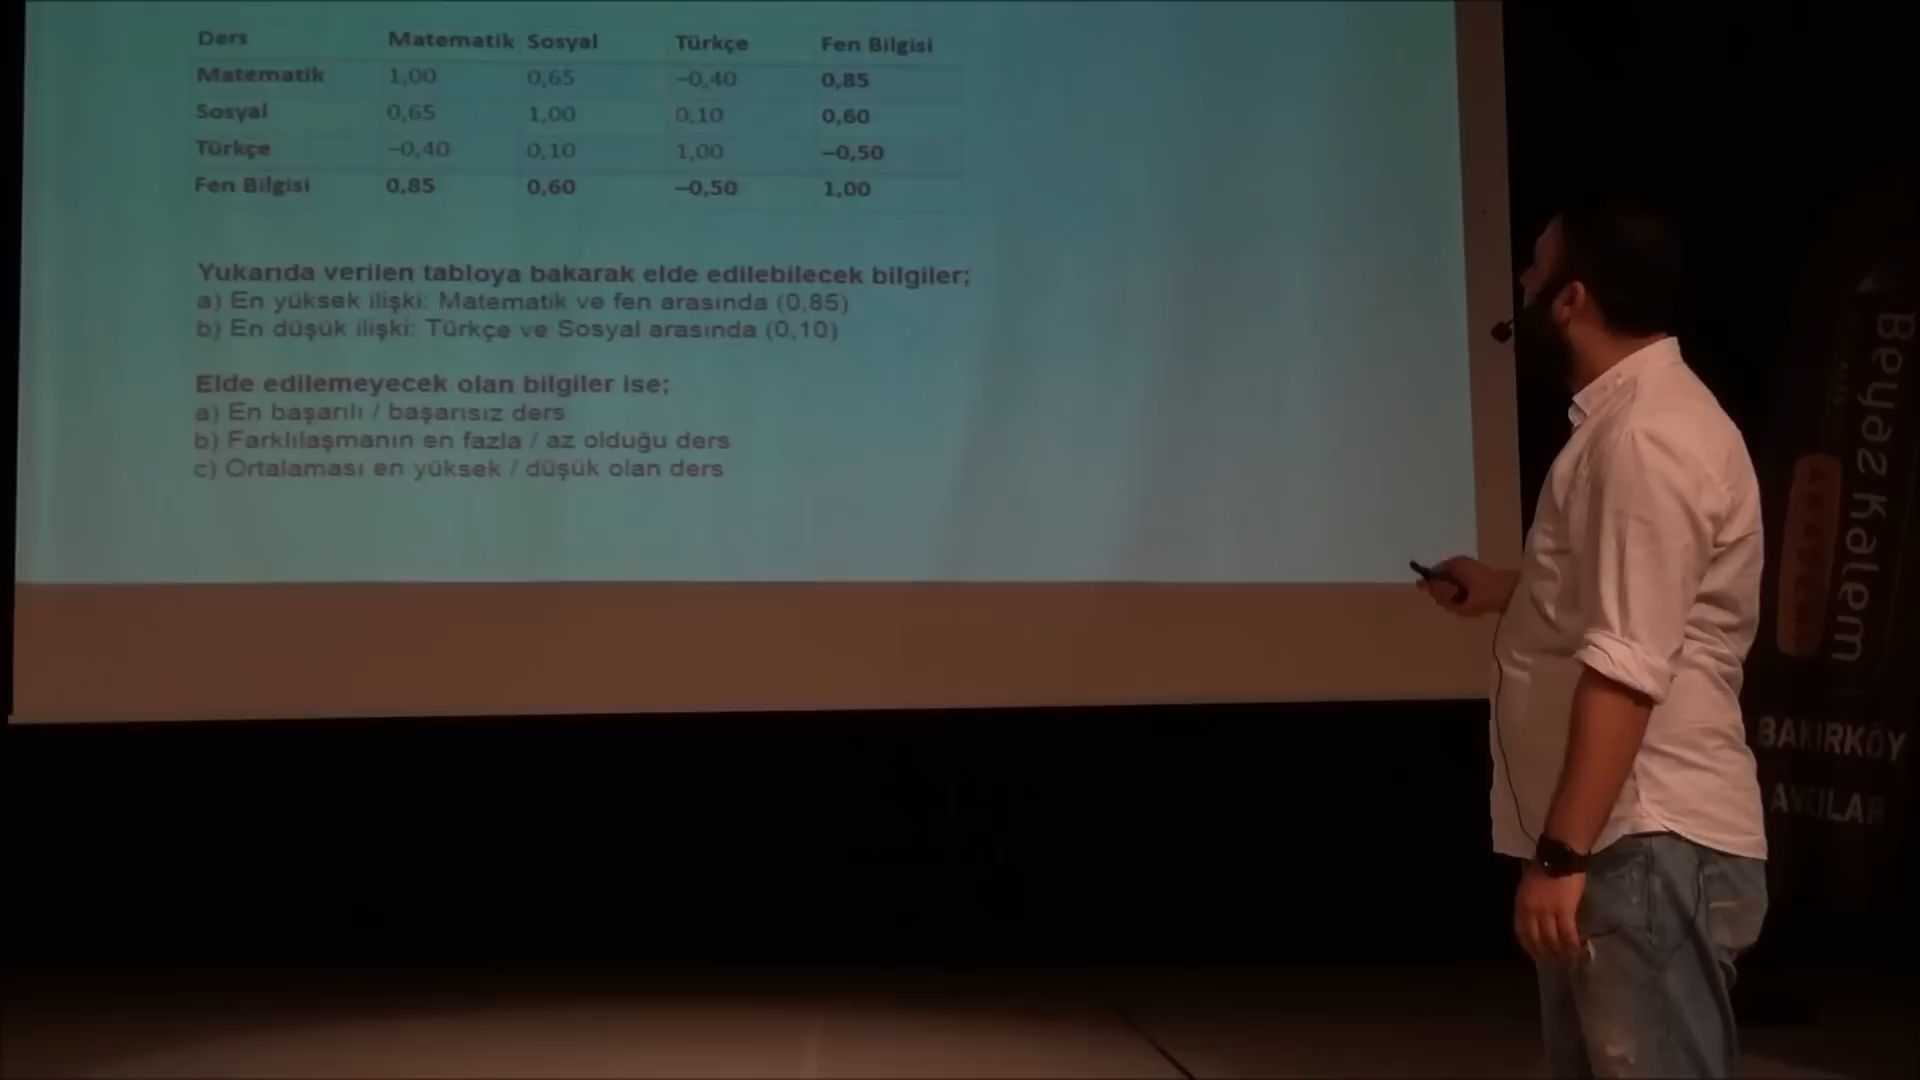 Ders Matematik Sosyal Türkçe Fen Bilgisi
Matematik 1,00 0,65 –0,40 0,85
Sosyal 0,65 1,00 0,10 0,60
Türkçe –0,40 0,10 1,00 –0,50
Fen Bilgisi 0,85 0,60 –0,50 1,00
Yukarıda verilen tabloya bakarak elde edilebilecek bilgiler;
a) En yüksek ilişki: Matematik ve fen arasında (0,85)
b) En düşük ilişki: Türkçe ve Sosyal arasında (0,10)
Elde edilemeyecek olan bilgiler ise;
a) En başarılı / başarısız ders
b) Farklılaşmanın en fazla / az olduğu ders
c) Ortalaması en yüksek / düşük olan ders
Beyaz Kalem
AKADEMİ
BAKIRKÖY
AVCILAR